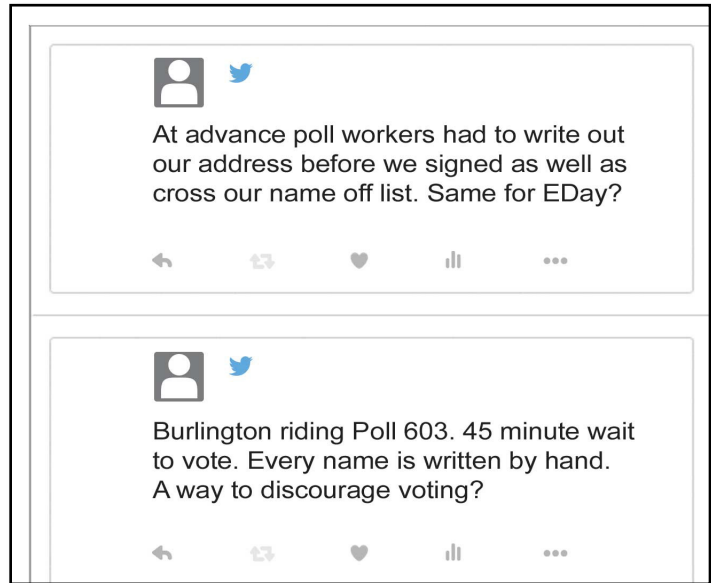 At advance poll workers had to write out
our address before we signed as well as
cross our name off list. Same for EDay?
Burlington riding Poll 603. 45 minute wait
to vote. Every name is written by hand.
A way to discourage voting?